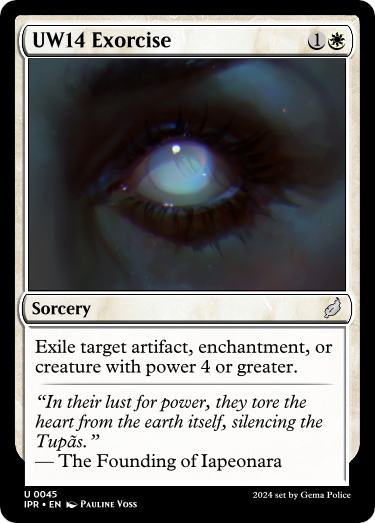 UW14 Exorcise 1
Sorcery
Exile target artifact, enchantment, or
creature with power 4 or greater.
“In their lust for power, they tore the
heart from the earth itself, silencing the
Tupãs.”
— The Founding of Iapeonara
U 0045
IPR • EN Pauline Voss
2024 set by Gema Police